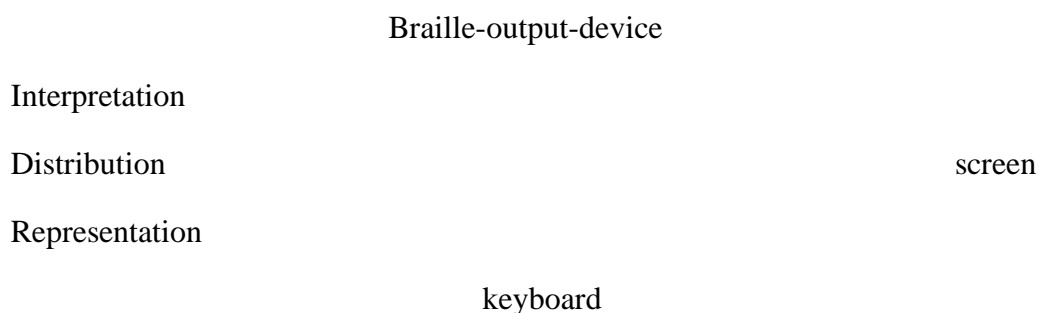 Braille-output-device
Interpretation
Distribution screen
Representation
keyboard